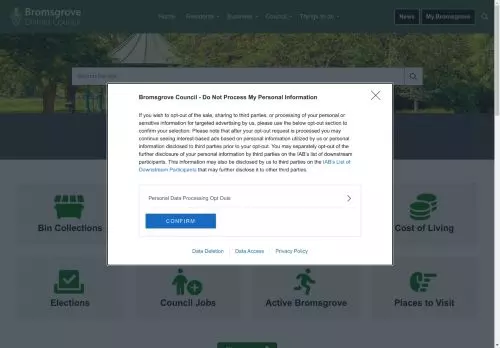 Bromsgrove
District Council
Home Residents Business Council Things to do
News My Bromsgrove
Bromsgrove Council - Do Not Process My Personal Information
If you wish to opt-out of the sale, sharing to third parties, or processing of your personal or
sensitive information for targeted advertising by us, please use the below opt-out section to
confirm your selection. Please note that after your opt-out request is processed you may
continue seeing interest-based ads based on personal information utilized by us or personal
information disclosed to third parties prior to your opt-out. You may separately opt-out of the
further disclosure of your personal information by third parties on the IAB's list of downstream
participants. This information may also be disclosed by us to third parties on the IAB's List of
Downstream Participants that may further disclose it to other third parties.
Personal Data Processing Opt Outs
CONFIRM
Data Deletion Data Access Privacy Policy
Bin Collections
Cost of Living
Elections
Council Jobs
Active Bromsgrove
Places to Visit